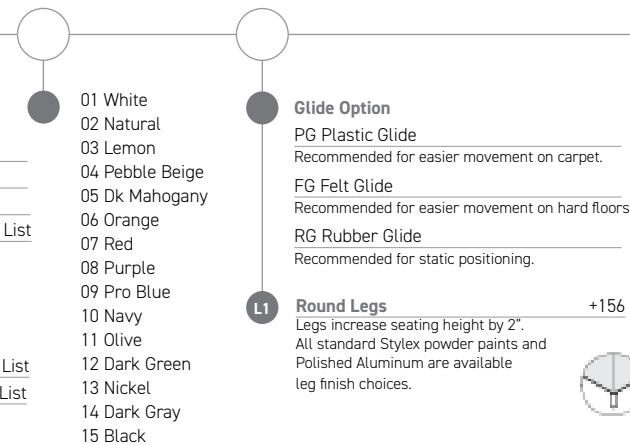 List
List
List
01 White
02 Natural
03 Lemon
04 Pebble Beige
05 Dk Mahogany
06 Orange
07 Red
08 Purple
09 Pro Blue
10 Navy
11 Olive
12 Dark Green
13 Nickel
14 Dark Gray
15 Black
Glide Option
PG Plastic Glide
Recommended for easier movement on carpet.
FG Felt Glide
Recommended for easier movement on hard floors
RG Rubber Glide
Recommended for static positioning.
L1 Round Legs +156
Legs increase seating height by 2".
All standard Stylex powder paints and
Polished Aluminum are available
leg finish choices.